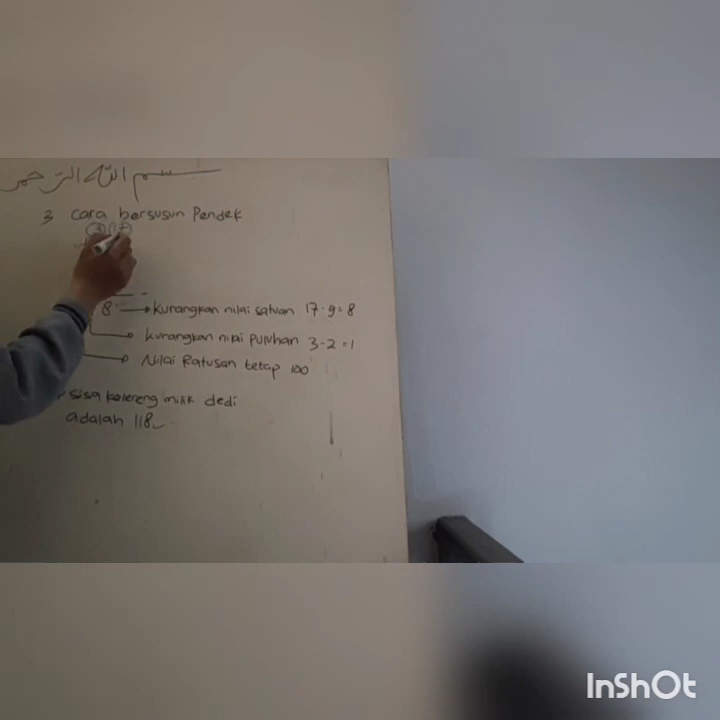 بسم الله الرحمن
3 cara bersusun Pendek
8 → kurangkan nilai satuan 17-9=8
kurangkan nilai puluhan 3-2=1
Nilai Ratusan tetap 100
sisa kelereng milik dedi
adalah 118
InShOt